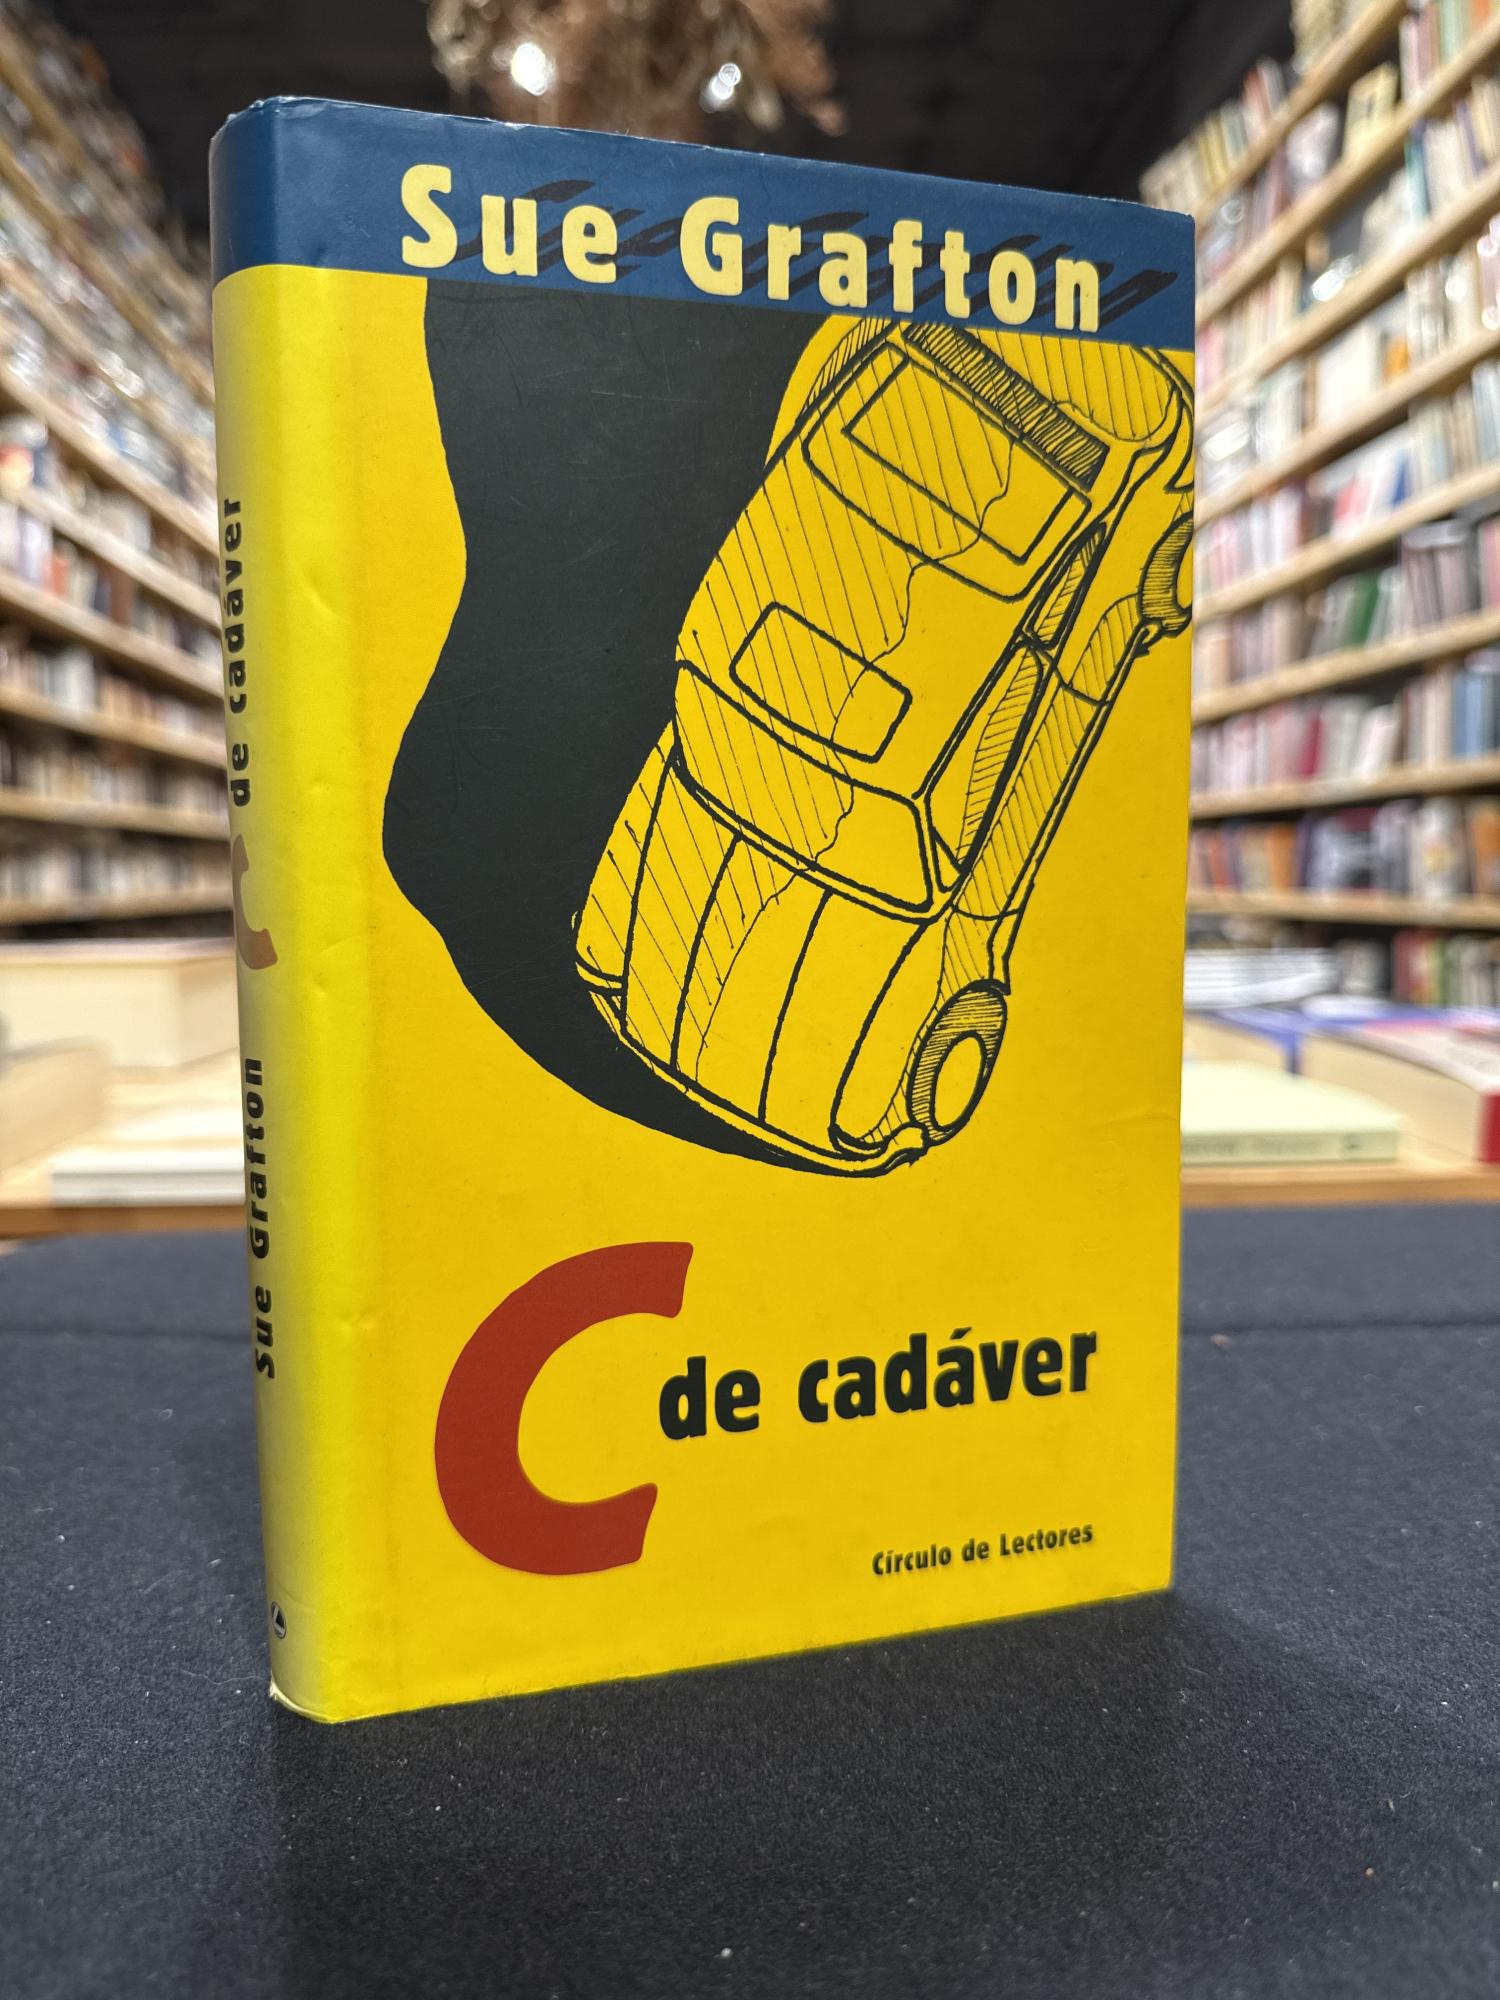 Sue Grafton
C de cadáver
Círculo de Lectores
Sue Grafton C de cadáver